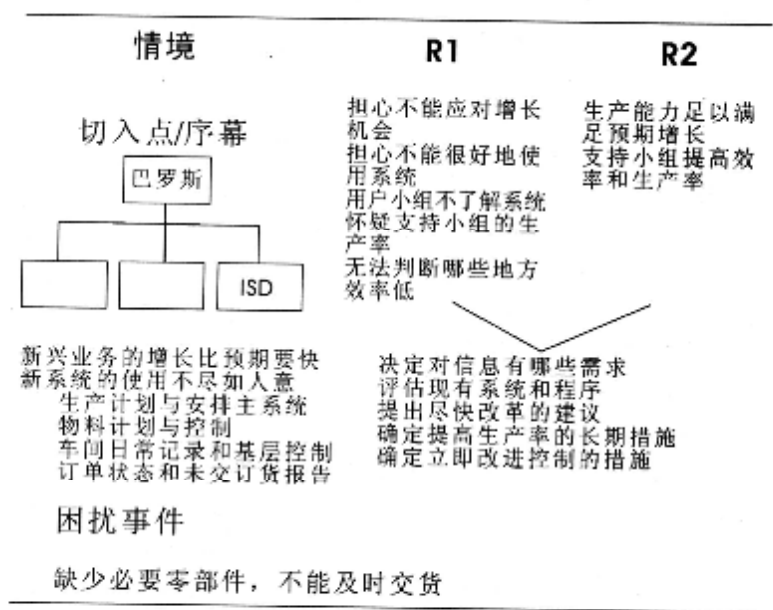 情境
切入点/序幕
巴罗斯
ISD
新兴业务的增长比预期要快
新系统的使用不尽如人意
生产计划与安排主系统
物料计划与控制
车间日常记录和基层控制
订单状态和未交订货报告
困扰事件
缺少必要零部件，不能及时交货
R1
担心不能应对增长
机会
担心不能很好地使
用系统
用户小组不了解系统
怀疑支持小组的生
产率
无法判断哪些地方
效率低
R2
生产能力足以满
足预期增长
支持小组提高效
率和生产率
决定对信息有哪些需求
评估现有系统和程序
提出尽快改革的建议
确定提高生产率的长期措施
确定立即改进控制的措施